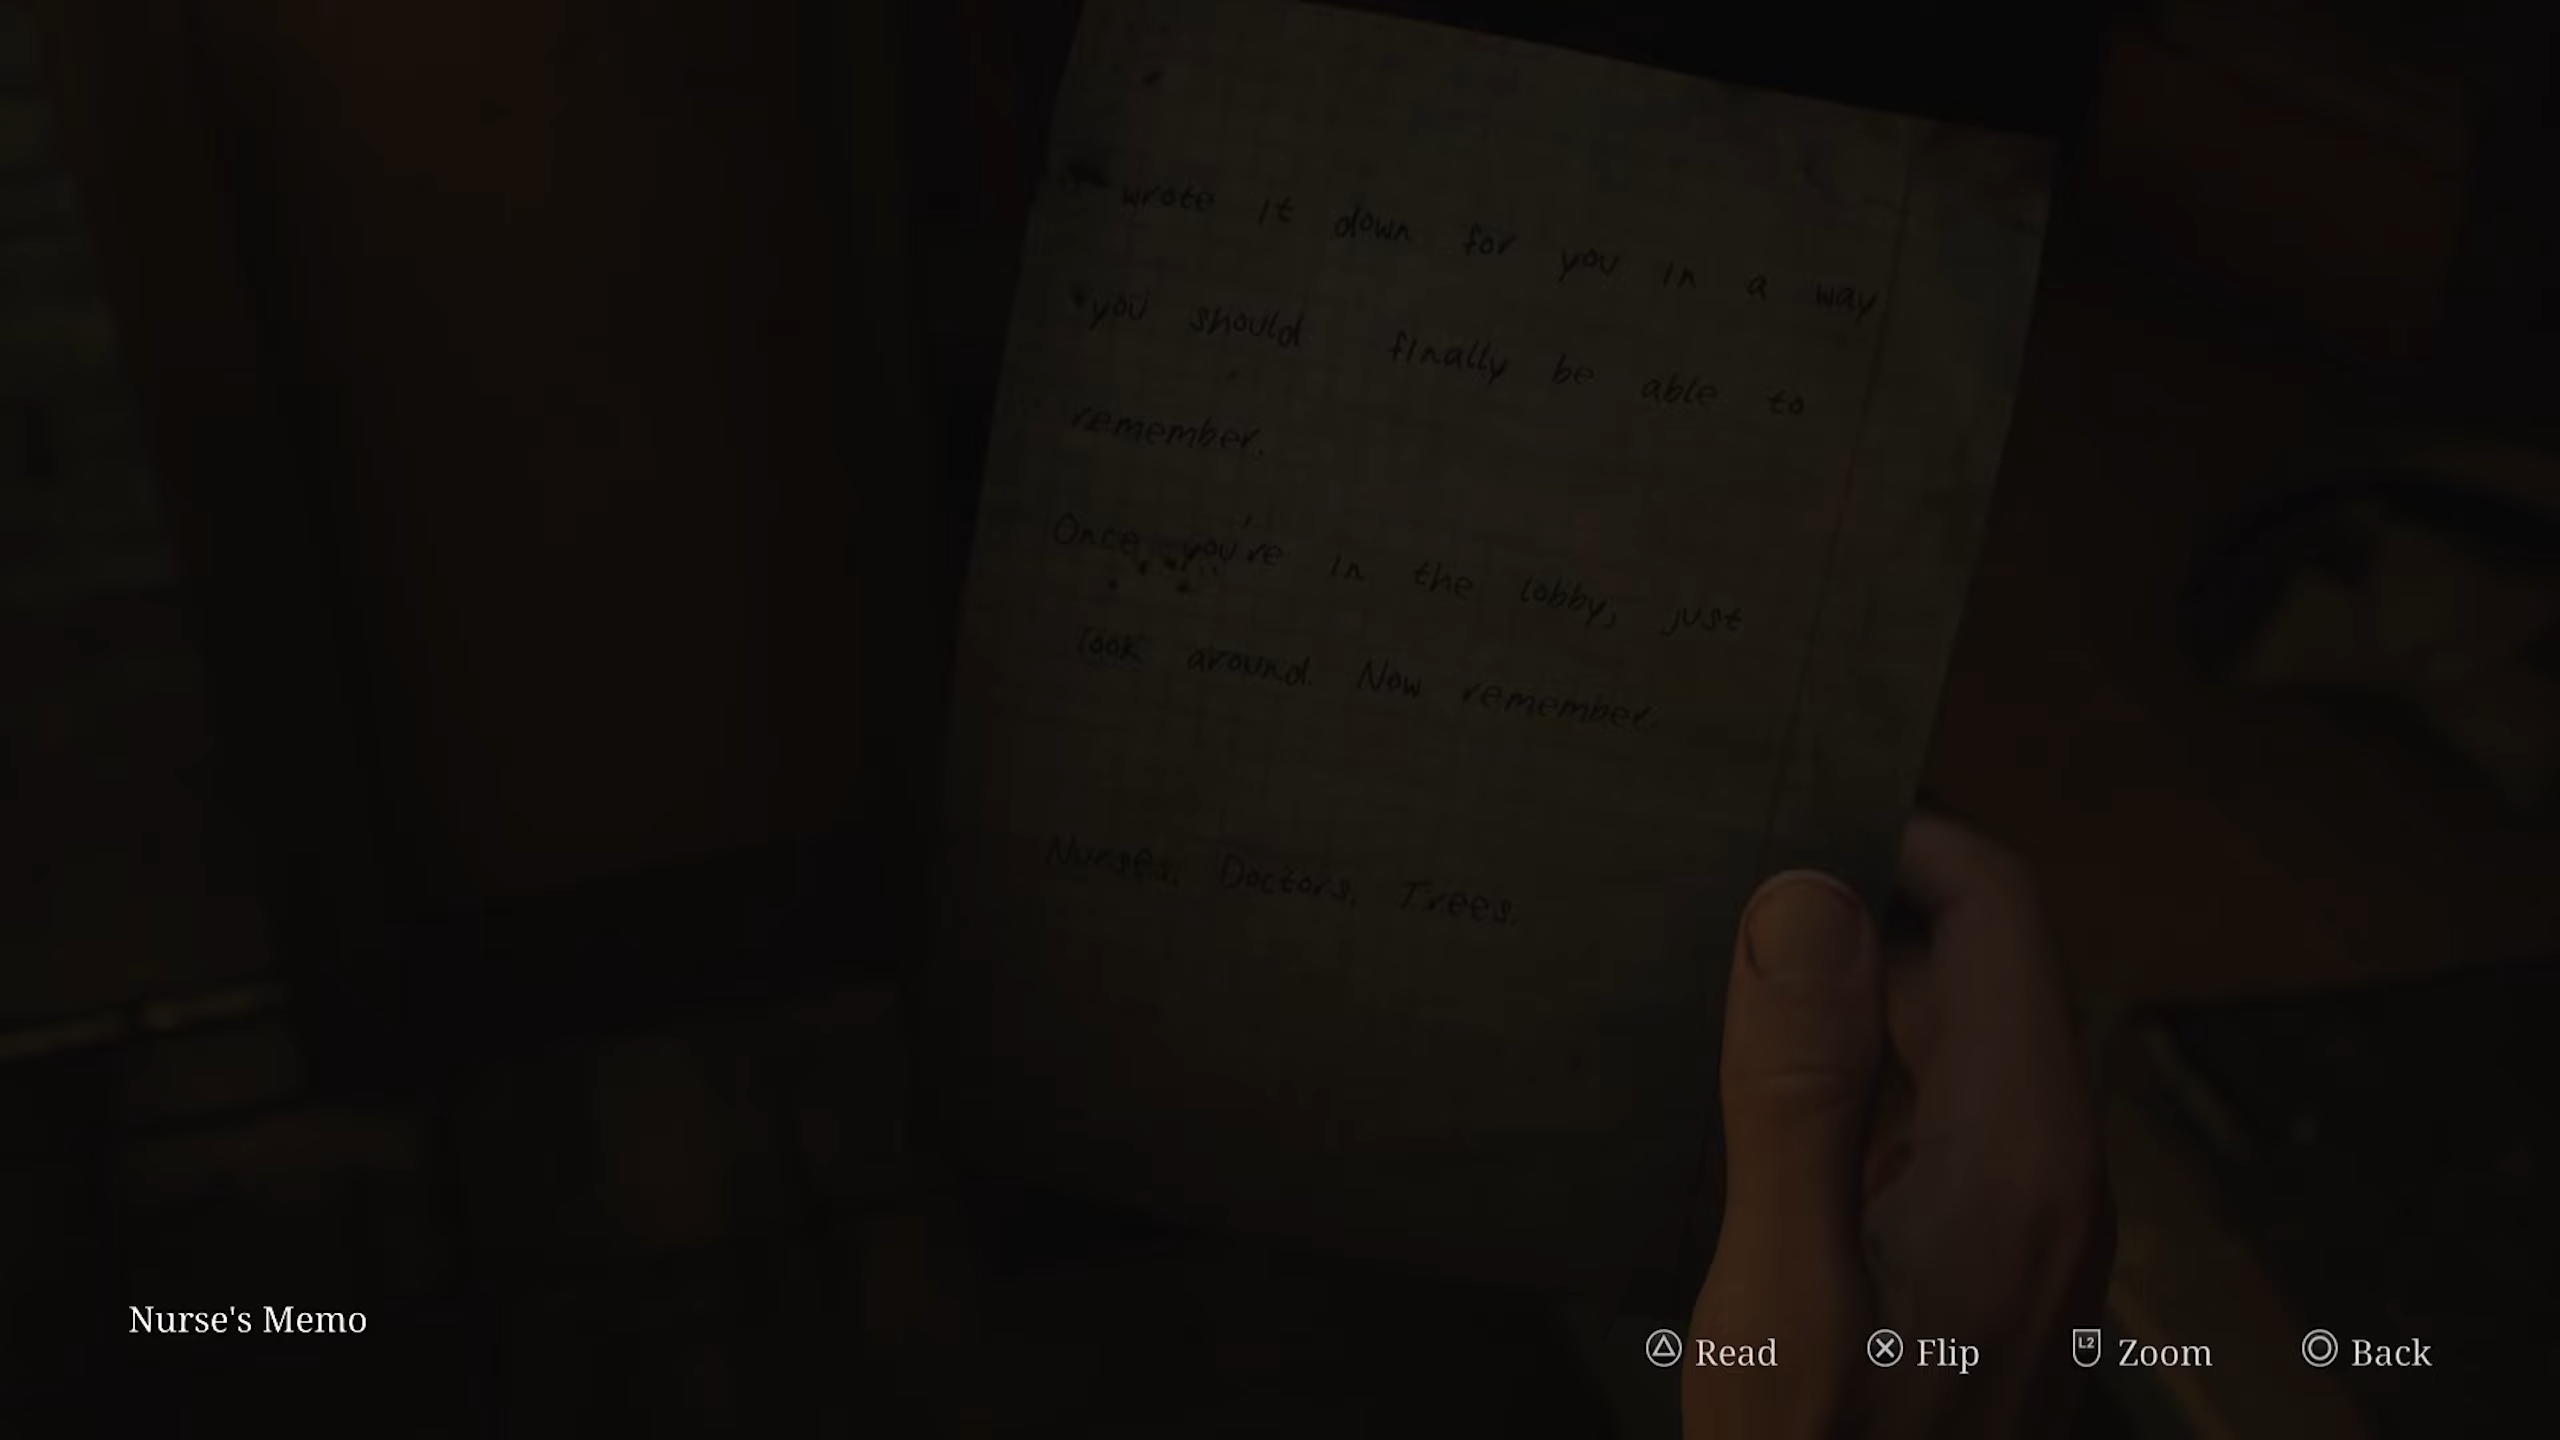 wrote it down for you in a way
you should finally be able to
remember.
Once you're in the lobby, just
look around. Now remember.
Nurses. Doctors. Trees.
Nurse's Memo
Read
Flip
L2 Zoom
Back